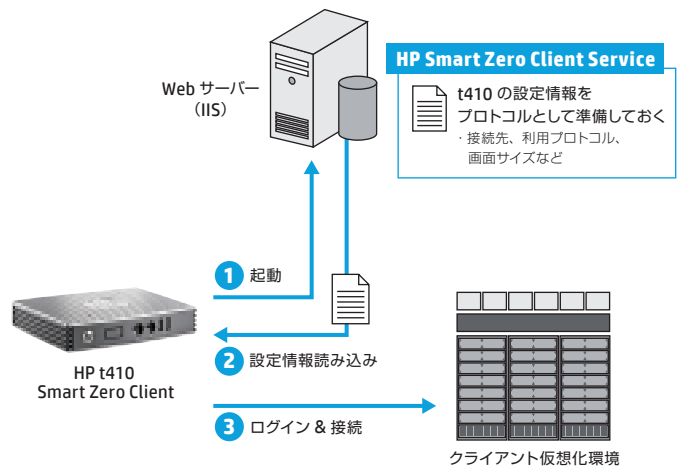 Web サーバー
（IIS）
HP Smart Zero Client Service
t410 の設定情報を
プロトコルとして準備しておく
・接続先、利用プロトコル、
画面サイズなど
1 起動
2 設定情報読み込み
HP t410
Smart Zero Client
3 ログイン & 接続
クライアント仮想化環境